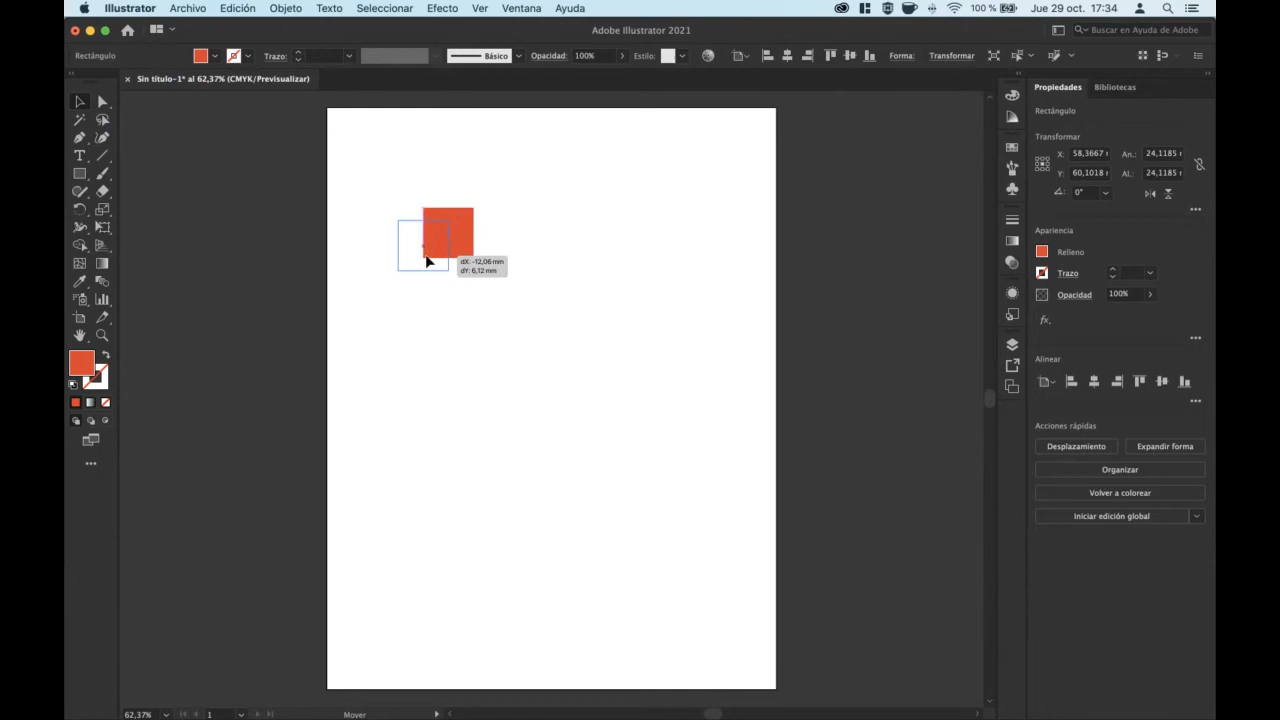 Illustrator Archivo Edición Objeto Texto Seleccionar Efecto Ver Ventana Ayuda 100 % Jue 29 oct. 17:34
Adobe Illustrator 2021 Buscar en Ayuda de Adobe
Rectángulo Trazo: Básico Opacidad: 100% Estilo: Forma: Transformar
× Sin título-1* al 62,37% (CMYK/Previsualizar)
Propiedades Bibliotecas
Rectángulo
Transformar
X: 58,3667 An.: 24,1185
Y: 60,1018 Al.: 24,1185
0°
Apariencia
Relleno
Trazo
Opacidad 100%
fx
dX: -12,06 mm
dY: 6,12 mm
Alinear
Acciones rápidas
Desplazamiento Expandir forma
Organizar
Volver a colorear
Iniciar edición global
62,37% 1 Mover